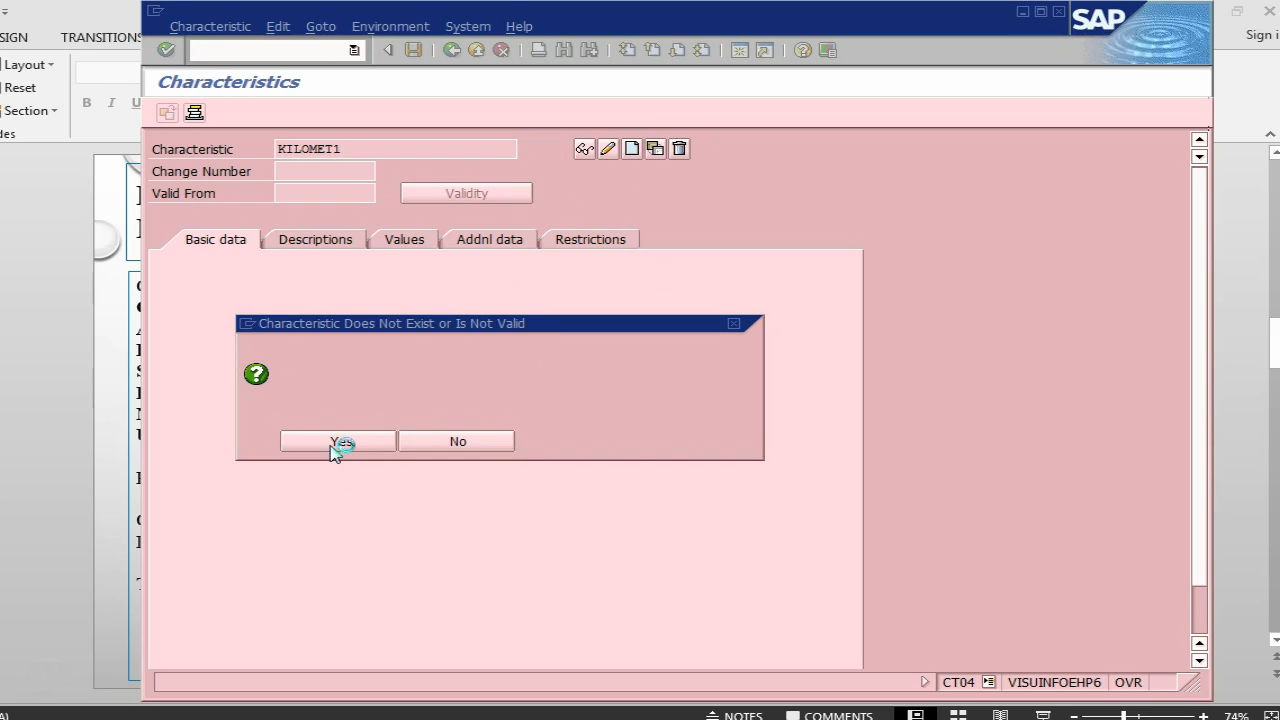 SIGN
TRANSITIONS
Layout
Reset
Section
des
B I U
Characteristic Edit Goto Environment System Help
SAP
Sign i
Characteristics
Characteristic KILOMET1
Change Number
Valid From Validity
Basic data Descriptions Values Addnl data Restrictions
Characteristic Does Not Exist or Is Not Valid
?
Yes No
CT04 VISUINFOEHP6 OVR
A) NOTES COMMENTS 74%